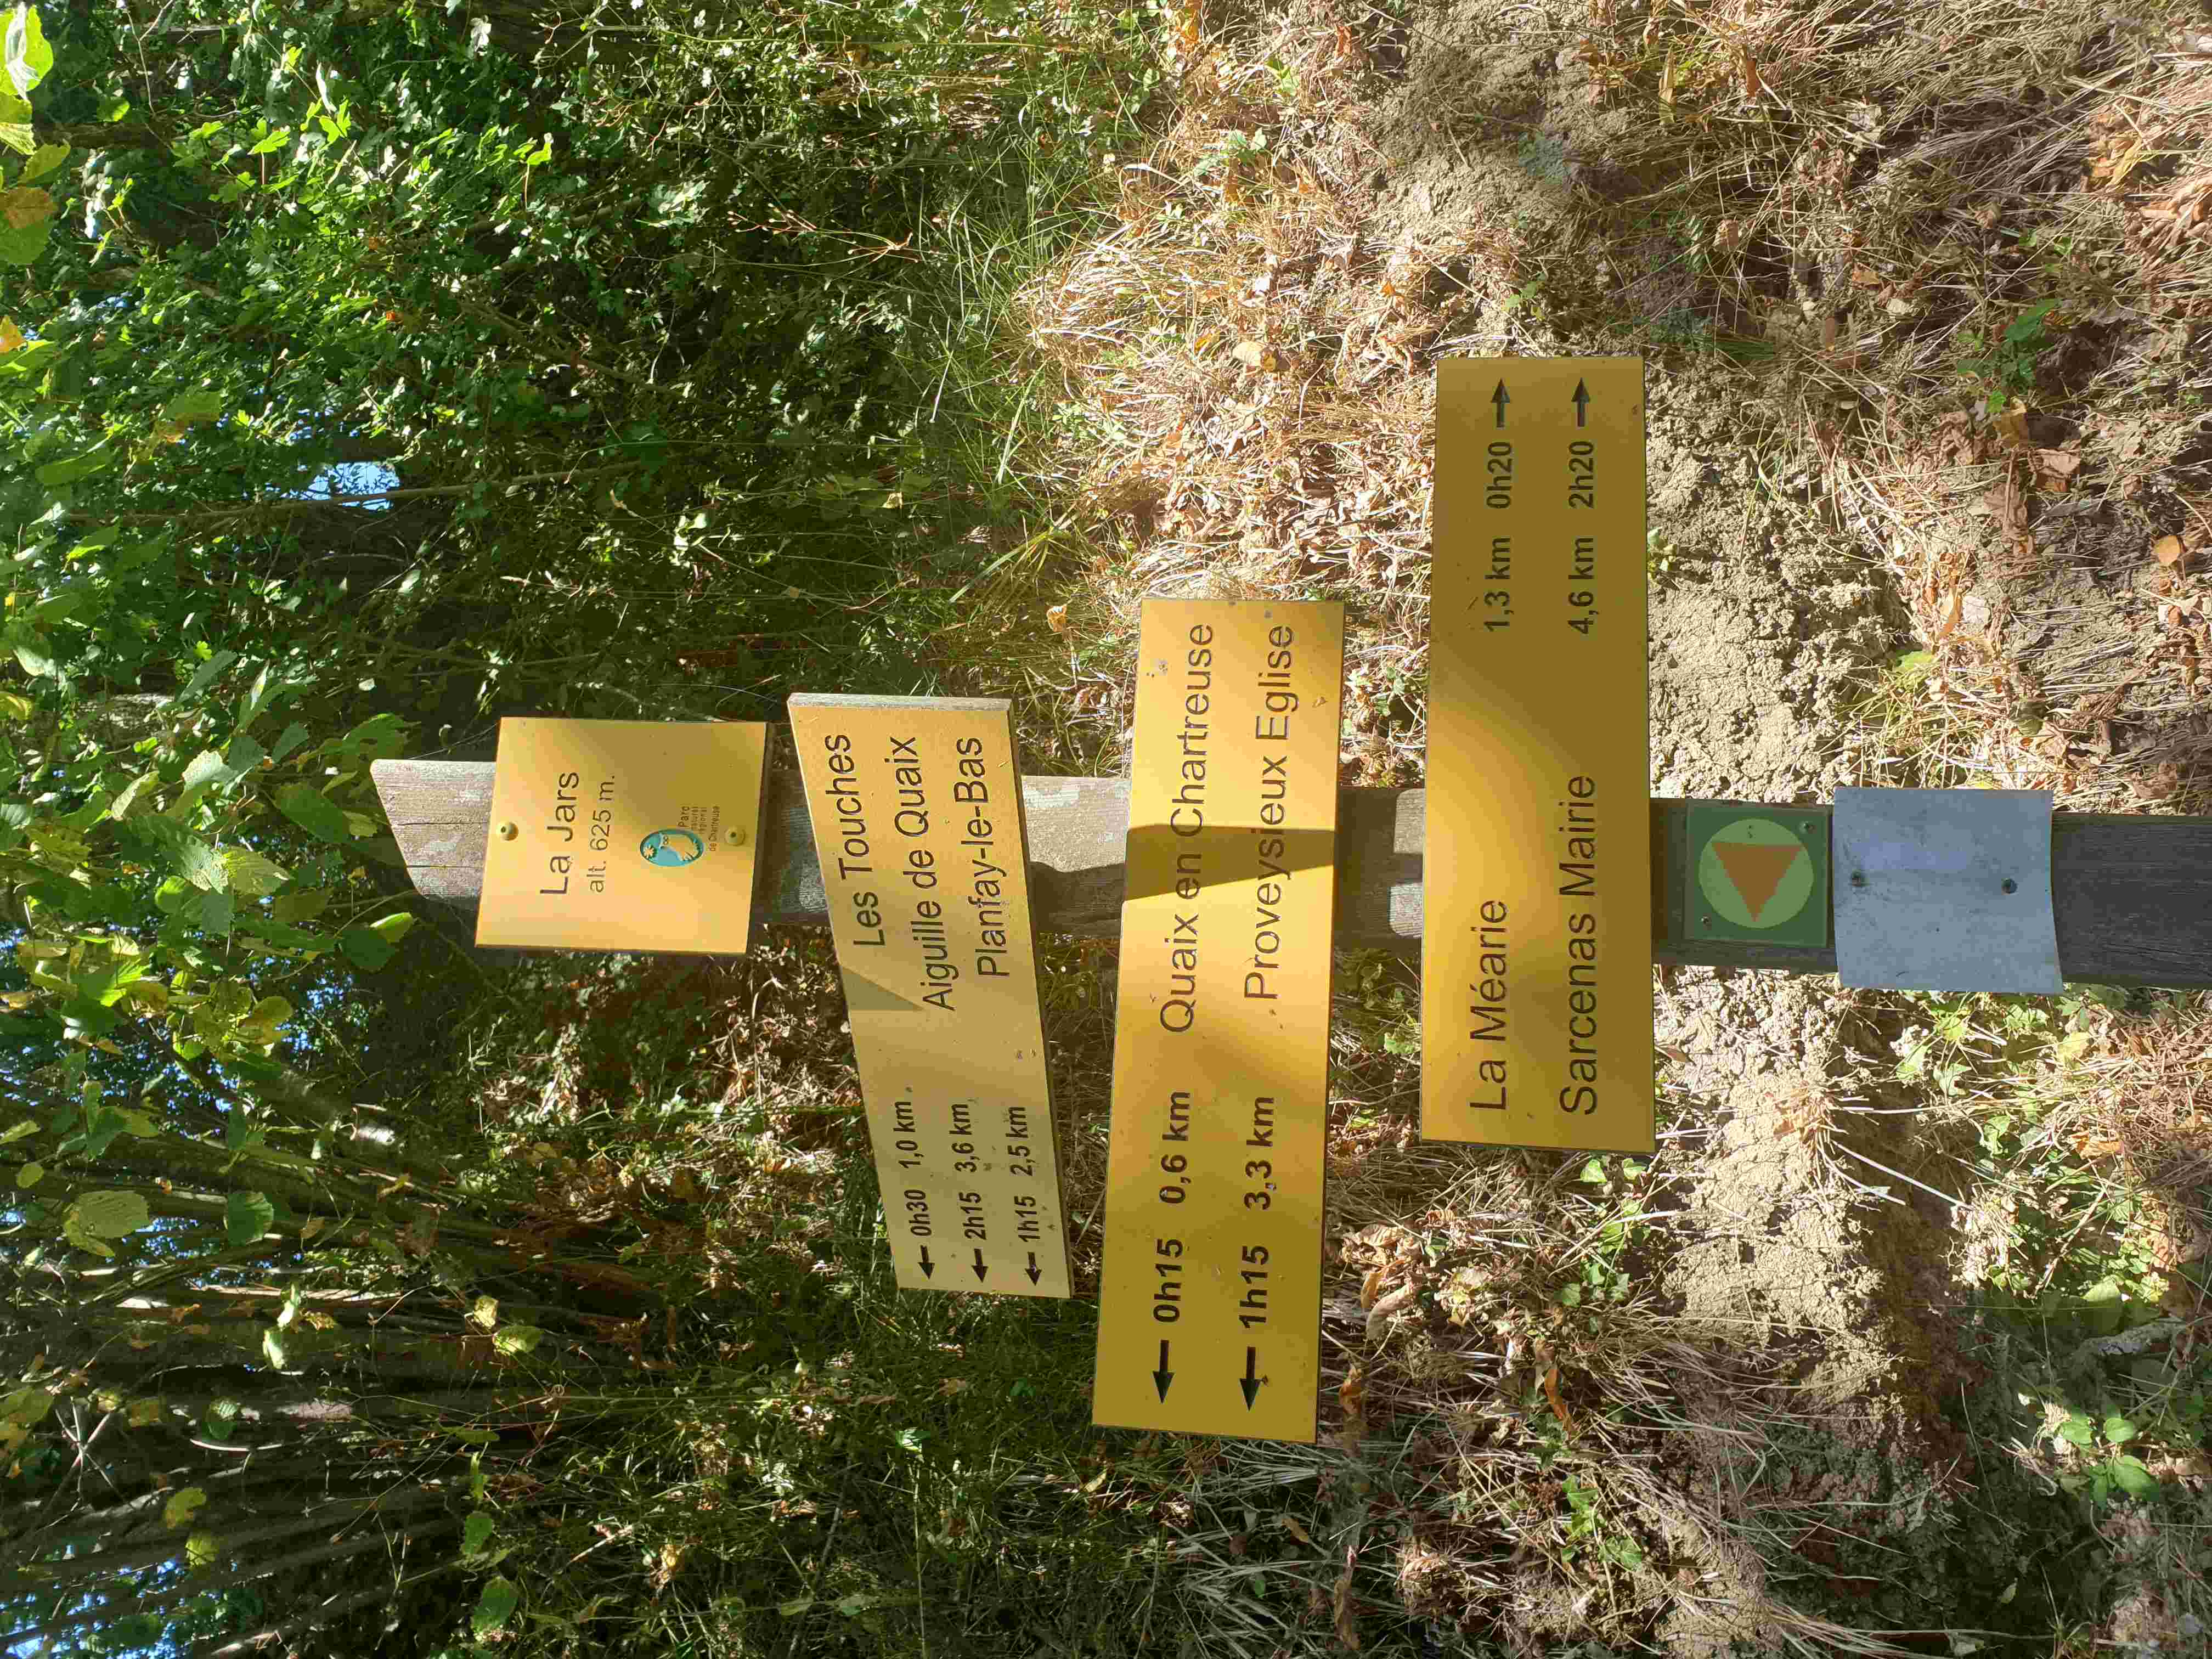 La Jars
alt. 625 m.
Parc
naturel
régional
de Chartreuse
← 0h30 1,0 km Les Touches
← 2h15 3,6 km Aiguille de Quaix
← 1h15 2,5 km Planfay-le-Bas
← 0h15 0,6 km Quaix en Chartreuse
← 1h15 3,3 km Proveysieux Eglise
La Méarie 1,3 km 0h20 →
Sarcenas Mairie 4,6 km 2h20 →